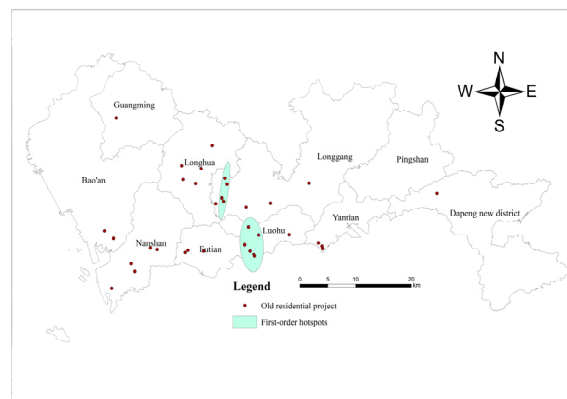 N
W E
S
Guangming
Longhua
Longgang
Pingshan
Bao'an
Dapeng new district
Yantian
Luohu
Nanshan
Futian
Legend
0 5 10 20
km
Old residential project
First-order hotspots